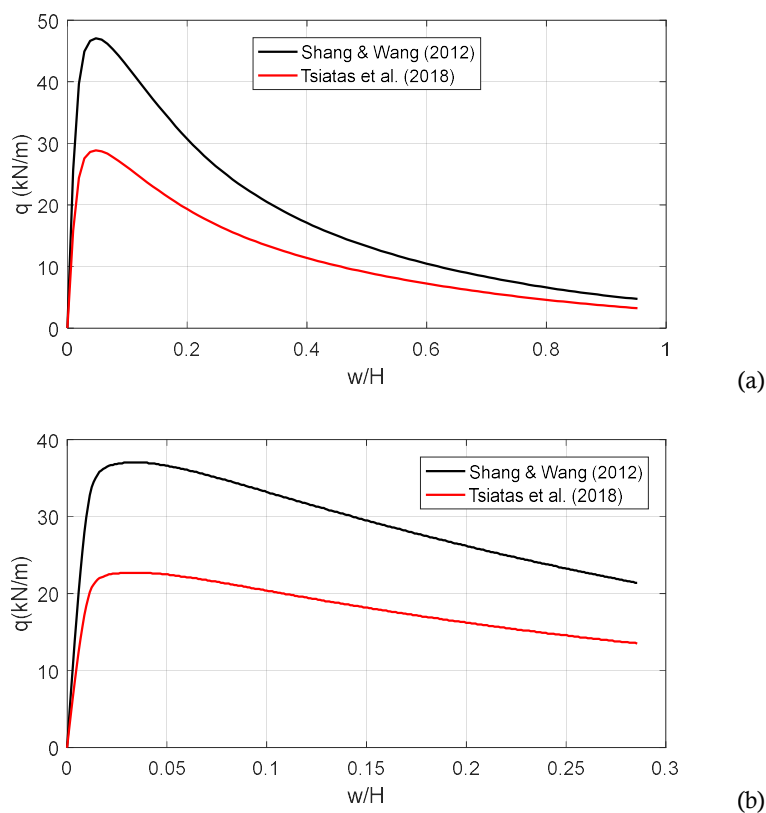 50
40
30
20
10
0
q (kN/m)
Shang & Wang (2012)
Tsiatas et al. (2018)
0 0.2 0.4 0.6 0.8 1
w/H
(a)
40
30
20
10
0
q(kN/m)
Shang & Wang (2012)
Tsiatas et al. (2018)
0 0.05 0.1 0.15 0.2 0.25 0.3
w/H
(b)